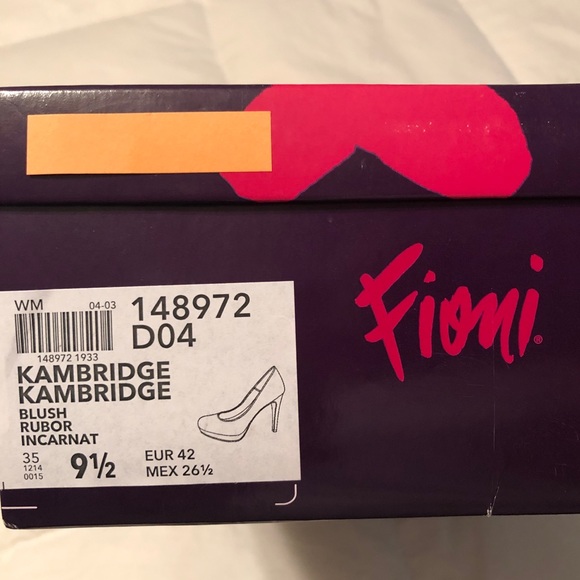 Fioni®
WM 04-03 148972
D04
148972 1933
KAMBRIDGE
KAMBRIDGE
BLUSH
RUBOR
INCARNAT
35
1214
0015
9½
EUR 42
MEX 26½